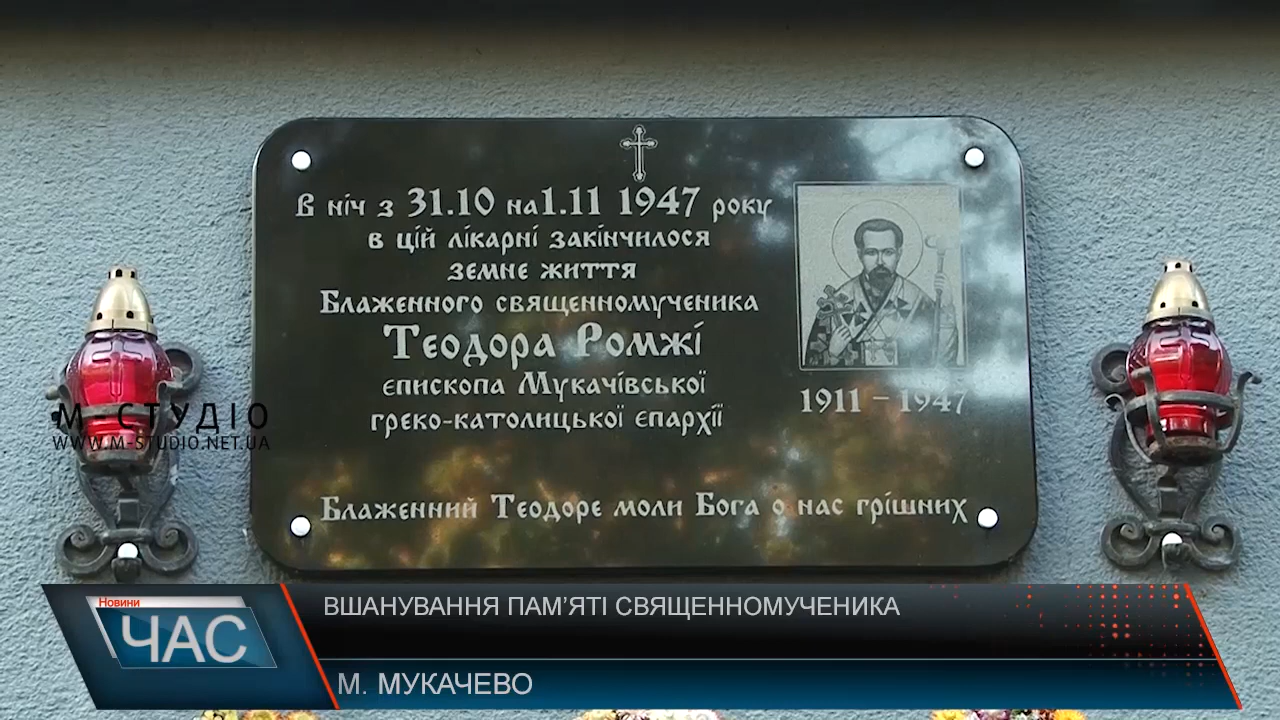 В ніч з 31.10 на 1.11 1947 року
в цій лікарні закінчилося
земне життя
Блаженного священномученика
Теодора Ромжі
єпископа Мукачівської
греко-католицької єпархії
1911 – 1947
Блаженний Теодоре моли Бога о нас грішних
М-СТУДІО
WWW.M-STUDIO.NET.UA
Новини
ЧАС
ВШАНУВАННЯ ПАМ’ЯТІ СВЯЩЕННОМУЧЕНИКА
М. МУКАЧЕВО